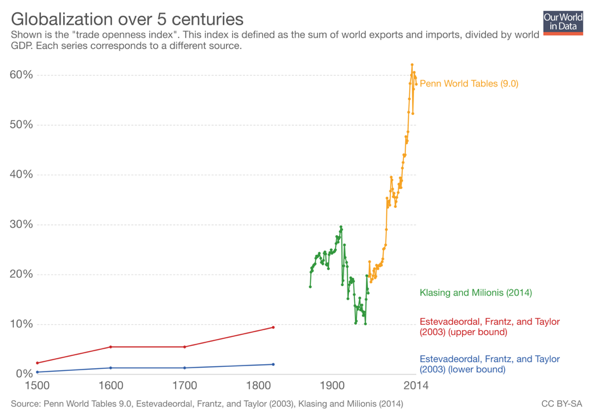 Globalization over 5 centuries
Our World
in Data
Shown is the "trade openness index". This index is defined as the sum of world exports and imports, divided by world
GDP. Each series corresponds to a different source.
60%
Penn World Tables (9.0)
50%
40%
30%
20%
Klasing and Milionis (2014)
10%
Estevadeordal, Frantz, and Taylor
(2003) (upper bound)
Estevadeordal, Frantz, and Taylor
(2003) (lower bound)
0%
1500
1600
1700
1800
1900
2014
Source: Penn World Tables 9.0, Estevadeordal, Frantz, and Taylor (2003), Klasing and Milionis (2014)
CC BY-SA